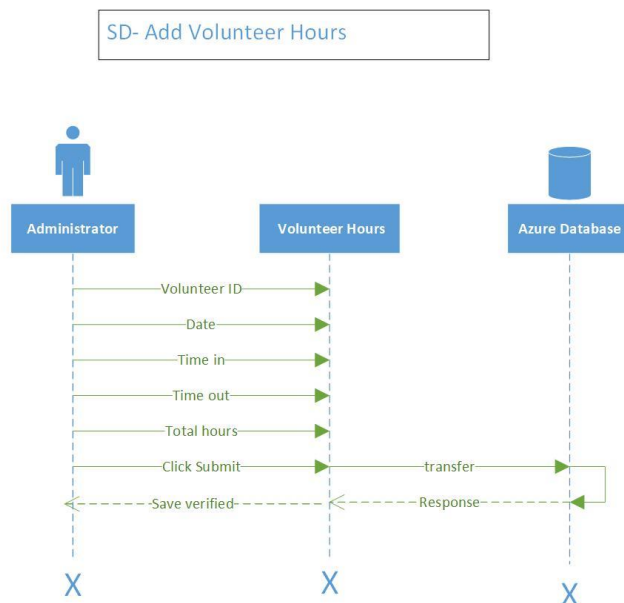 SD- Add Volunteer Hours
Administrator
Volunteer Hours
Azure Database
Volunteer ID
Date
Time in
Time out
Total hours
Click Submit
transfer
Save verified
Response
X
X
X